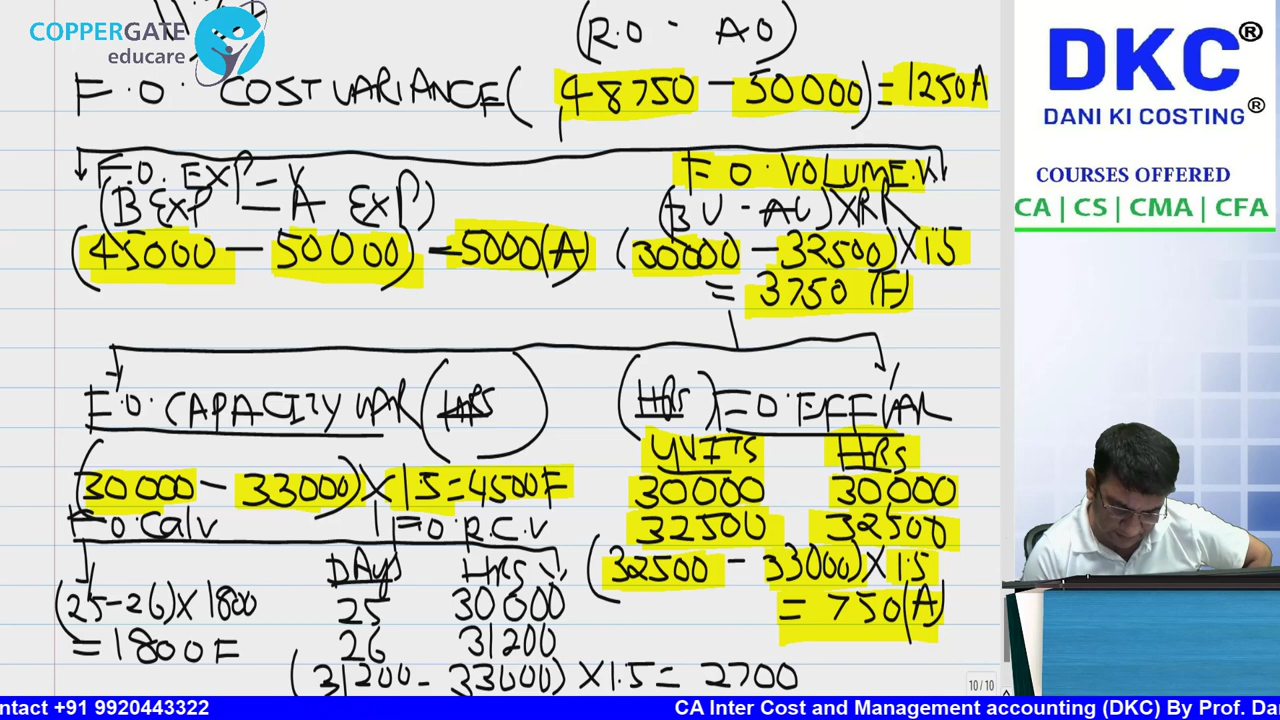 COPPERGATE
educare
(R.O - A O)
F.O. COST VARIANCE ( 48750 - 50000) = 1250A
F.O. EXP - V
(B EXP - A EXP)
(45000 - 50000) - 5000(A)
F O. VOLUME.V
(B U - A U) X R R
(30000 - 32500) X 1.5
= 3750 (F)
F.O. CAPACITY VAR (HRS)
(30000 - 33000) X 1.5 = 4500 F
(HRS) F O. EFF VAR
UNITS HRS
30000 30000
32500 32500
(32500 - 33000) X 1.5
= 750(A)
F.O. Cal V F.O. R.C.V
(25-26) X 1800
= 1800 F
DAYS HRS
25 30000
26 31200
(31200 - 33000) X 1.5 = 2700
10/10
DKC®
DANI KI COSTING®
COURSES OFFERED
CA | CS | CMA | CFA
ntact +91 9920443322 CA Inter Cost and Management accounting (DKC) By Prof. Da